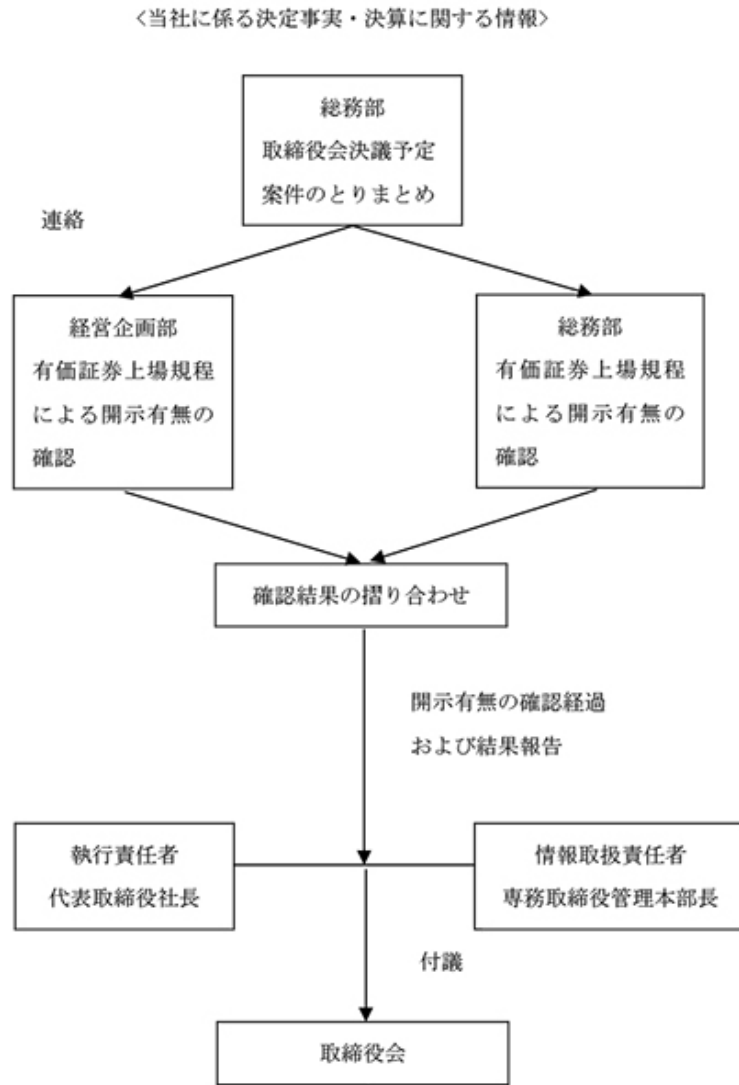 <当社に係る決定事実・決算に関する情報>
総務部
取締役会決議予定
案件のとりまとめ
連絡
経営企画部
有価証券上場規程
による開示有無の
確認
総務部
有価証券上場規程
による開示有無の
確認
確認結果の摺り合わせ
開示有無の確認経過
および結果報告
執行責任者
代表取締役社長
情報取扱責任者
専務取締役管理本部長
付議
取締役会